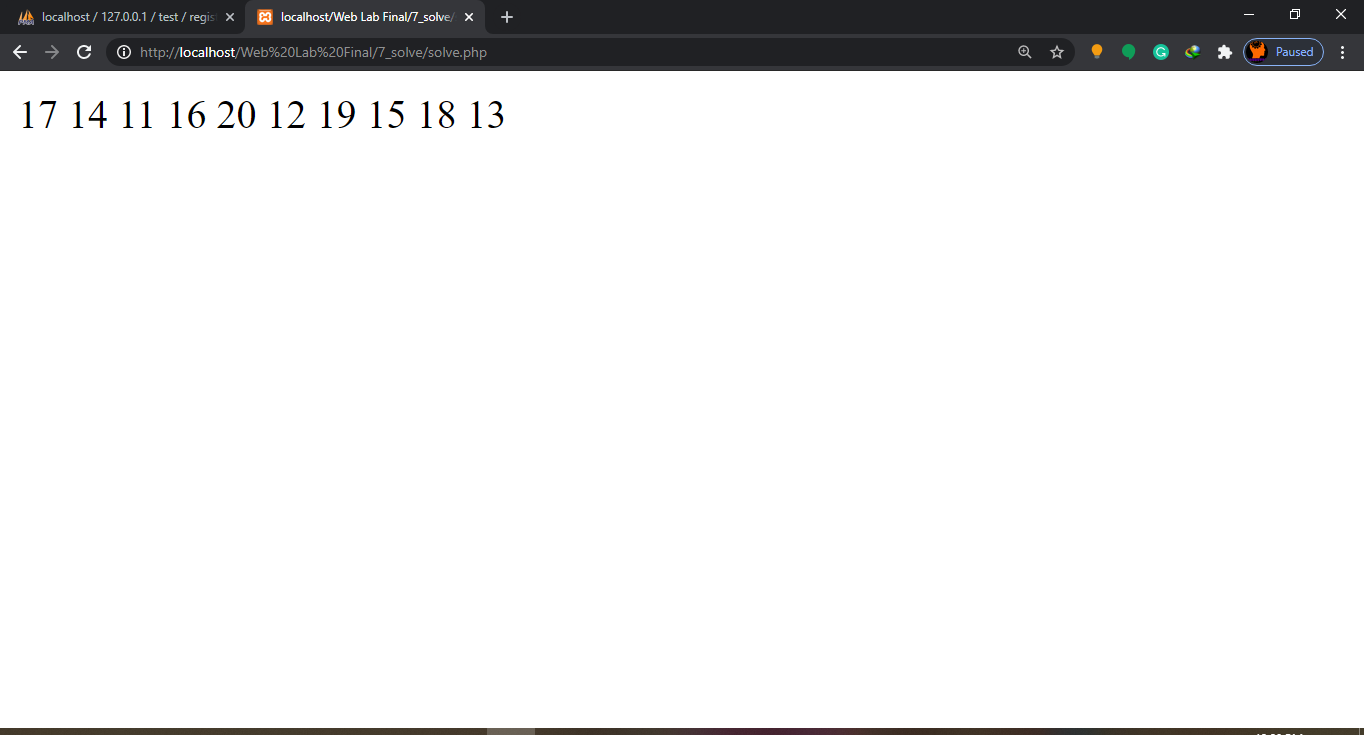 localhost / 127.0.0.1 / test / regis
localhost/Web Lab Final/7_solve/
http://localhost/Web%20Lab%20Final/7_solve/solve.php
Paused
17 14 11 16 20 12 19 15 18 13